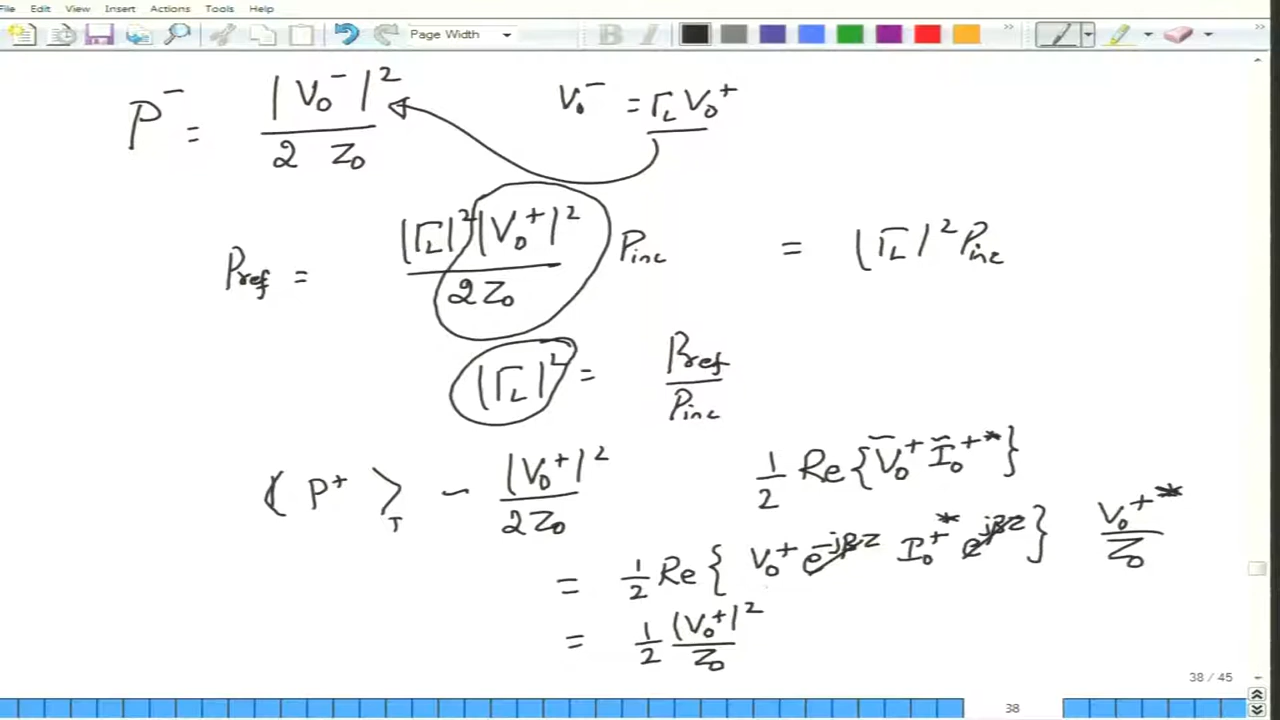 File Edit View Insert Actions Tools Help
Page Width
P⁻ = |V₀⁻|² / 2 Z₀    V₀⁻ = Γ_L V₀⁺
P_ref = |Γ_L|² |V₀⁺|² / 2Z₀    P_inc    = |Γ_L|² P_inc
|Γ_L|² = P_ref / P_inc
⟨P⁺⟩_T − |V₀⁺|² / 2Z₀    1/2 Re{Ṽ₀⁺ Ĩ₀⁺*}
= 1/2 Re{ V₀⁺ e^{-jβz} I₀⁺* e^{jβz} }    V₀⁺* / Z₀
= 1/2 |V₀⁺|² / Z₀
38 / 45
38